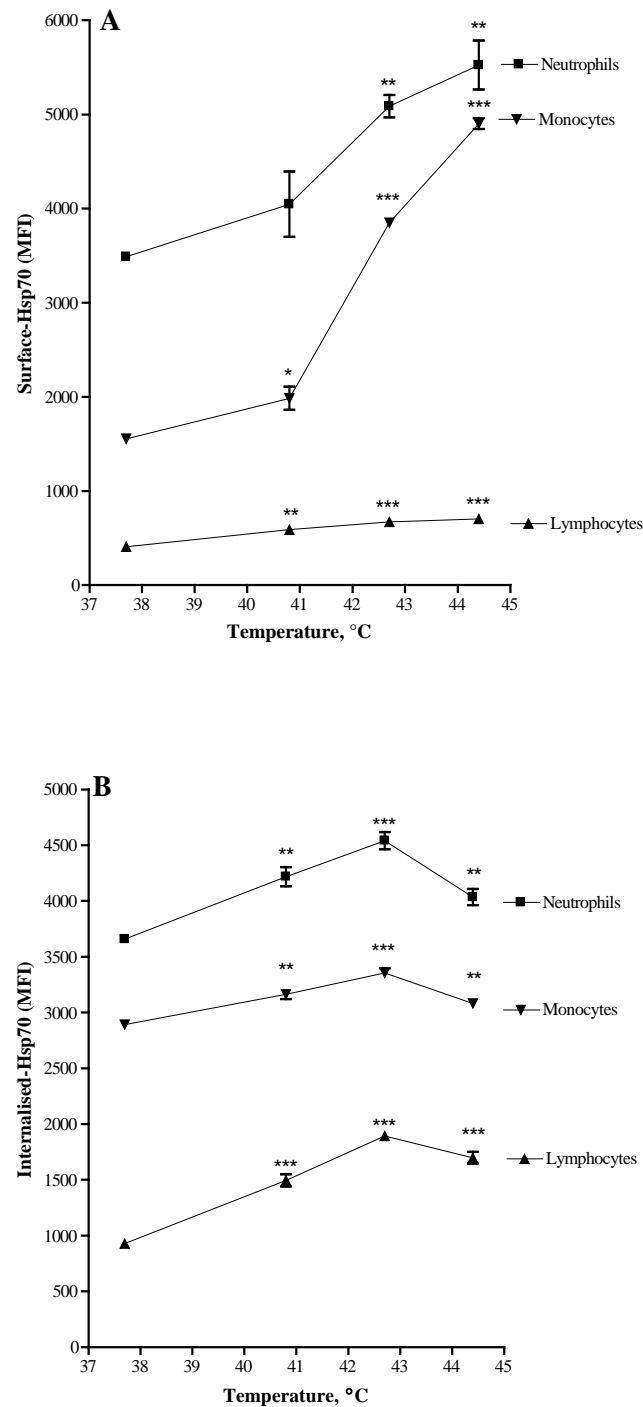 A
6000
5000
4000
3000
2000
1000
0
Surface-Hsp70 (MFI)
**
**
***
***
*
**
***
***
Neutrophils
Monocytes
Lymphocytes
37 38 39 40 41 42 43 44 45
Temperature, °C
B
5000
4500
4000
3500
3000
2500
2000
1500
1000
500
0
Internalised-Hsp70 (MFI)
**
***
**
**
***
**
***
***
***
Neutrophils
Monocytes
Lymphocytes
37 38 39 40 41 42 43 44 45
Temperature, °C